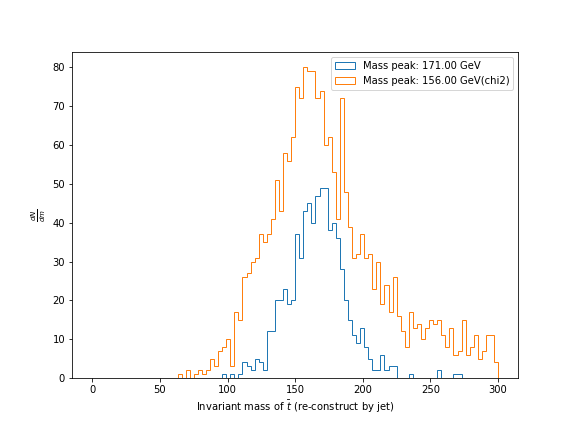 Mass peak: 171.00 GeV
Mass peak: 156.00 GeV(chi2)
80
70
60
50
40
30
20
10
0
dN/dm
0 50 100 150 200 250 300
Invariant mass of t̄ (re-construct by jet)